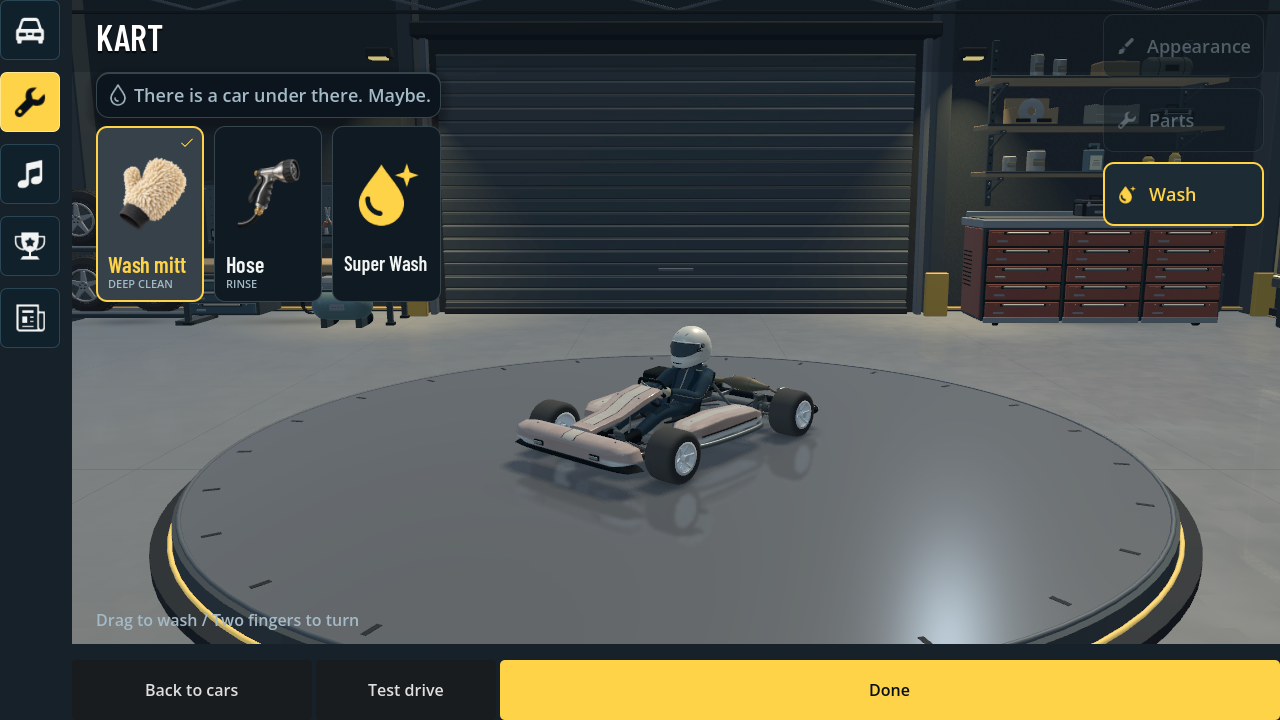 KART
There is a car under there. Maybe.
Wash mitt
DEEP CLEAN
Hose
RINSE
Super Wash
Appearance
Parts
Wash
Drag to wash / Two fingers to turn
Back to cars
Test drive
Done